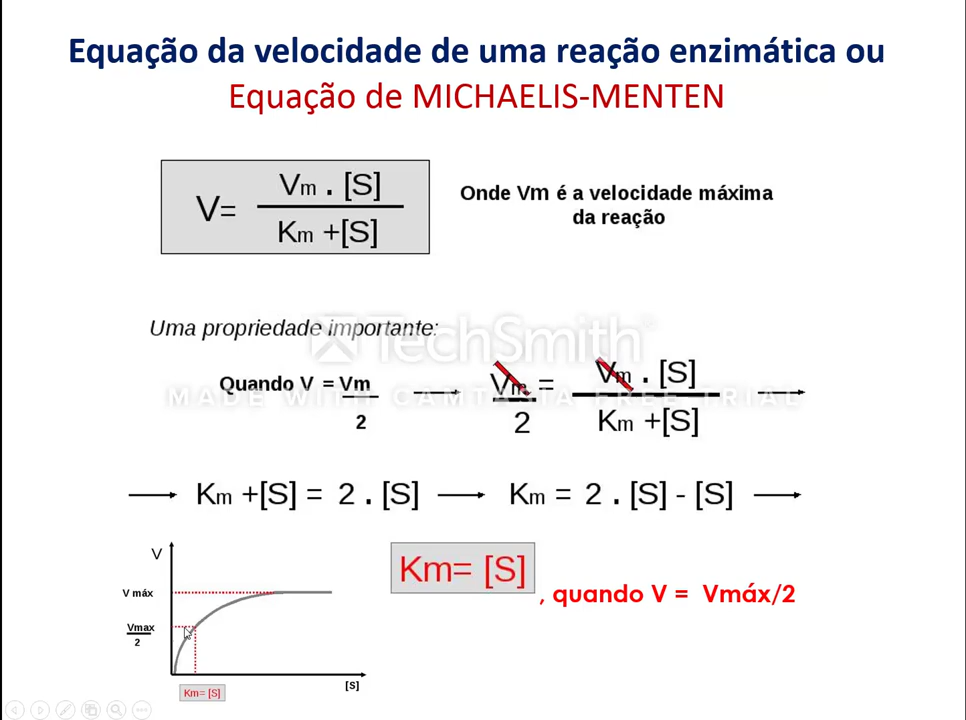 Equação da velocidade de uma reação enzimática ou
Equação de MICHAELIS-MENTEN
V= Vm . [S]
Km +[S]
Onde Vm é a velocidade máxima
da reação
Uma propriedade importante:
TechSmith
MADE WITH CAMTASIA FREE TRIAL
Quando V = Vm
2
Vm = Vm . [S]
2 Km +[S]
Km +[S] = 2 . [S]
Km = 2 . [S] - [S]
Km= [S]
, quando V = Vmáx/2
V
V máx
Vmax
2
[S]
Km= [S]